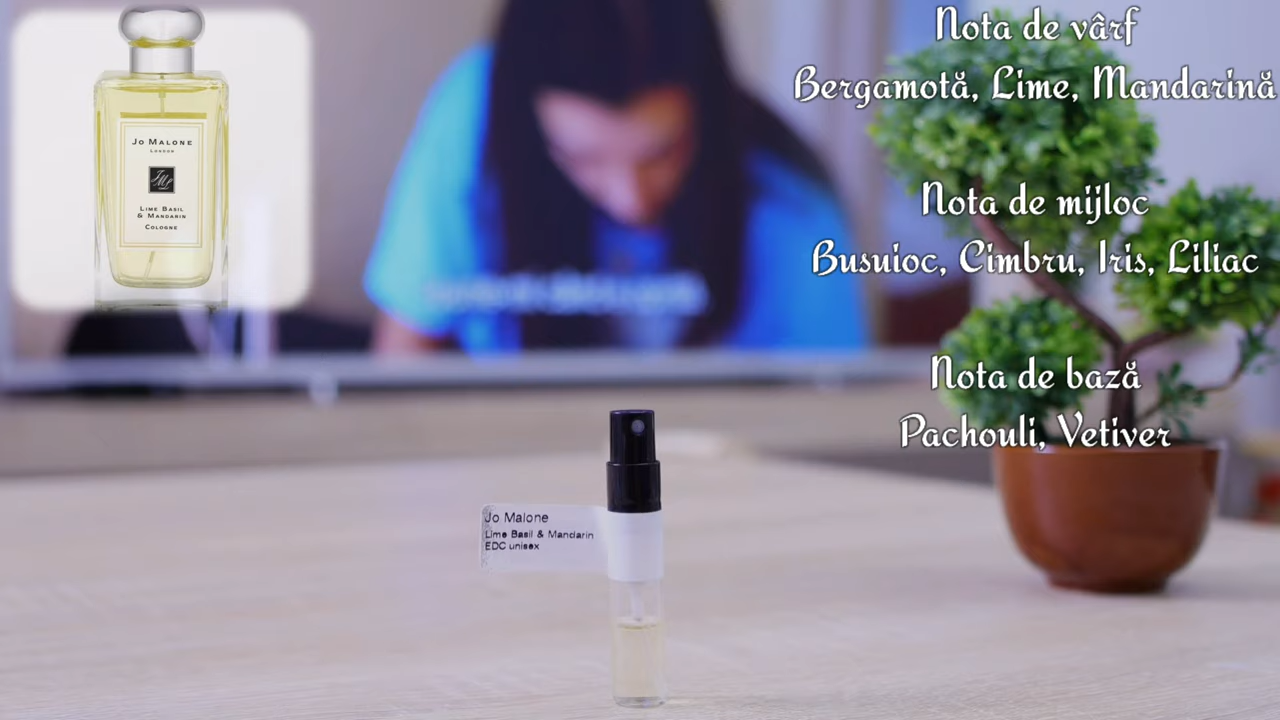 JO MALONE
LONDON
LIME BASIL
& MANDARIN
COLOGNE
Nota de vârf
Bergamotă, Lime, Mandarină
Nota de mijloc
Busuioc, Cimbru, Iris, Liliac
Nota de bază
Pachouli, Vetiver
Jo Malone
Lime Basil & Mandarin
EDC unisex